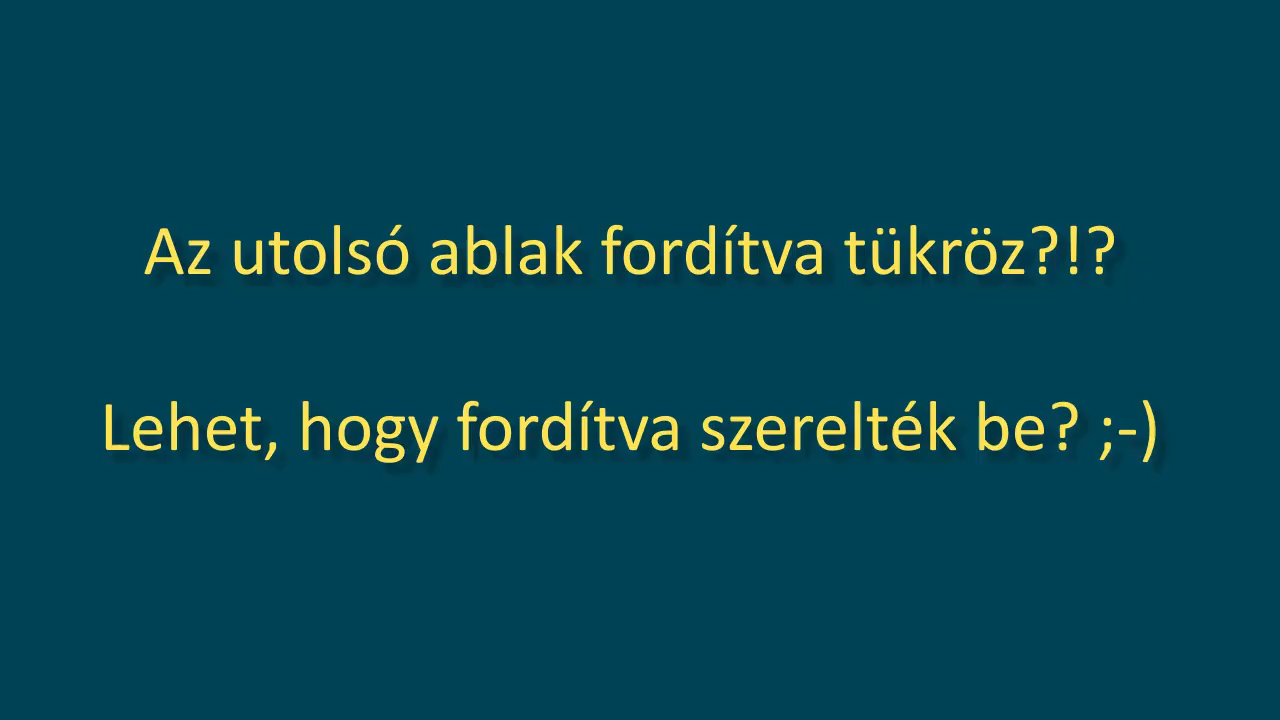 Az utolsó ablak fordítva tükröz?!?
Lehet, hogy fordítva szerelték be? ;-)